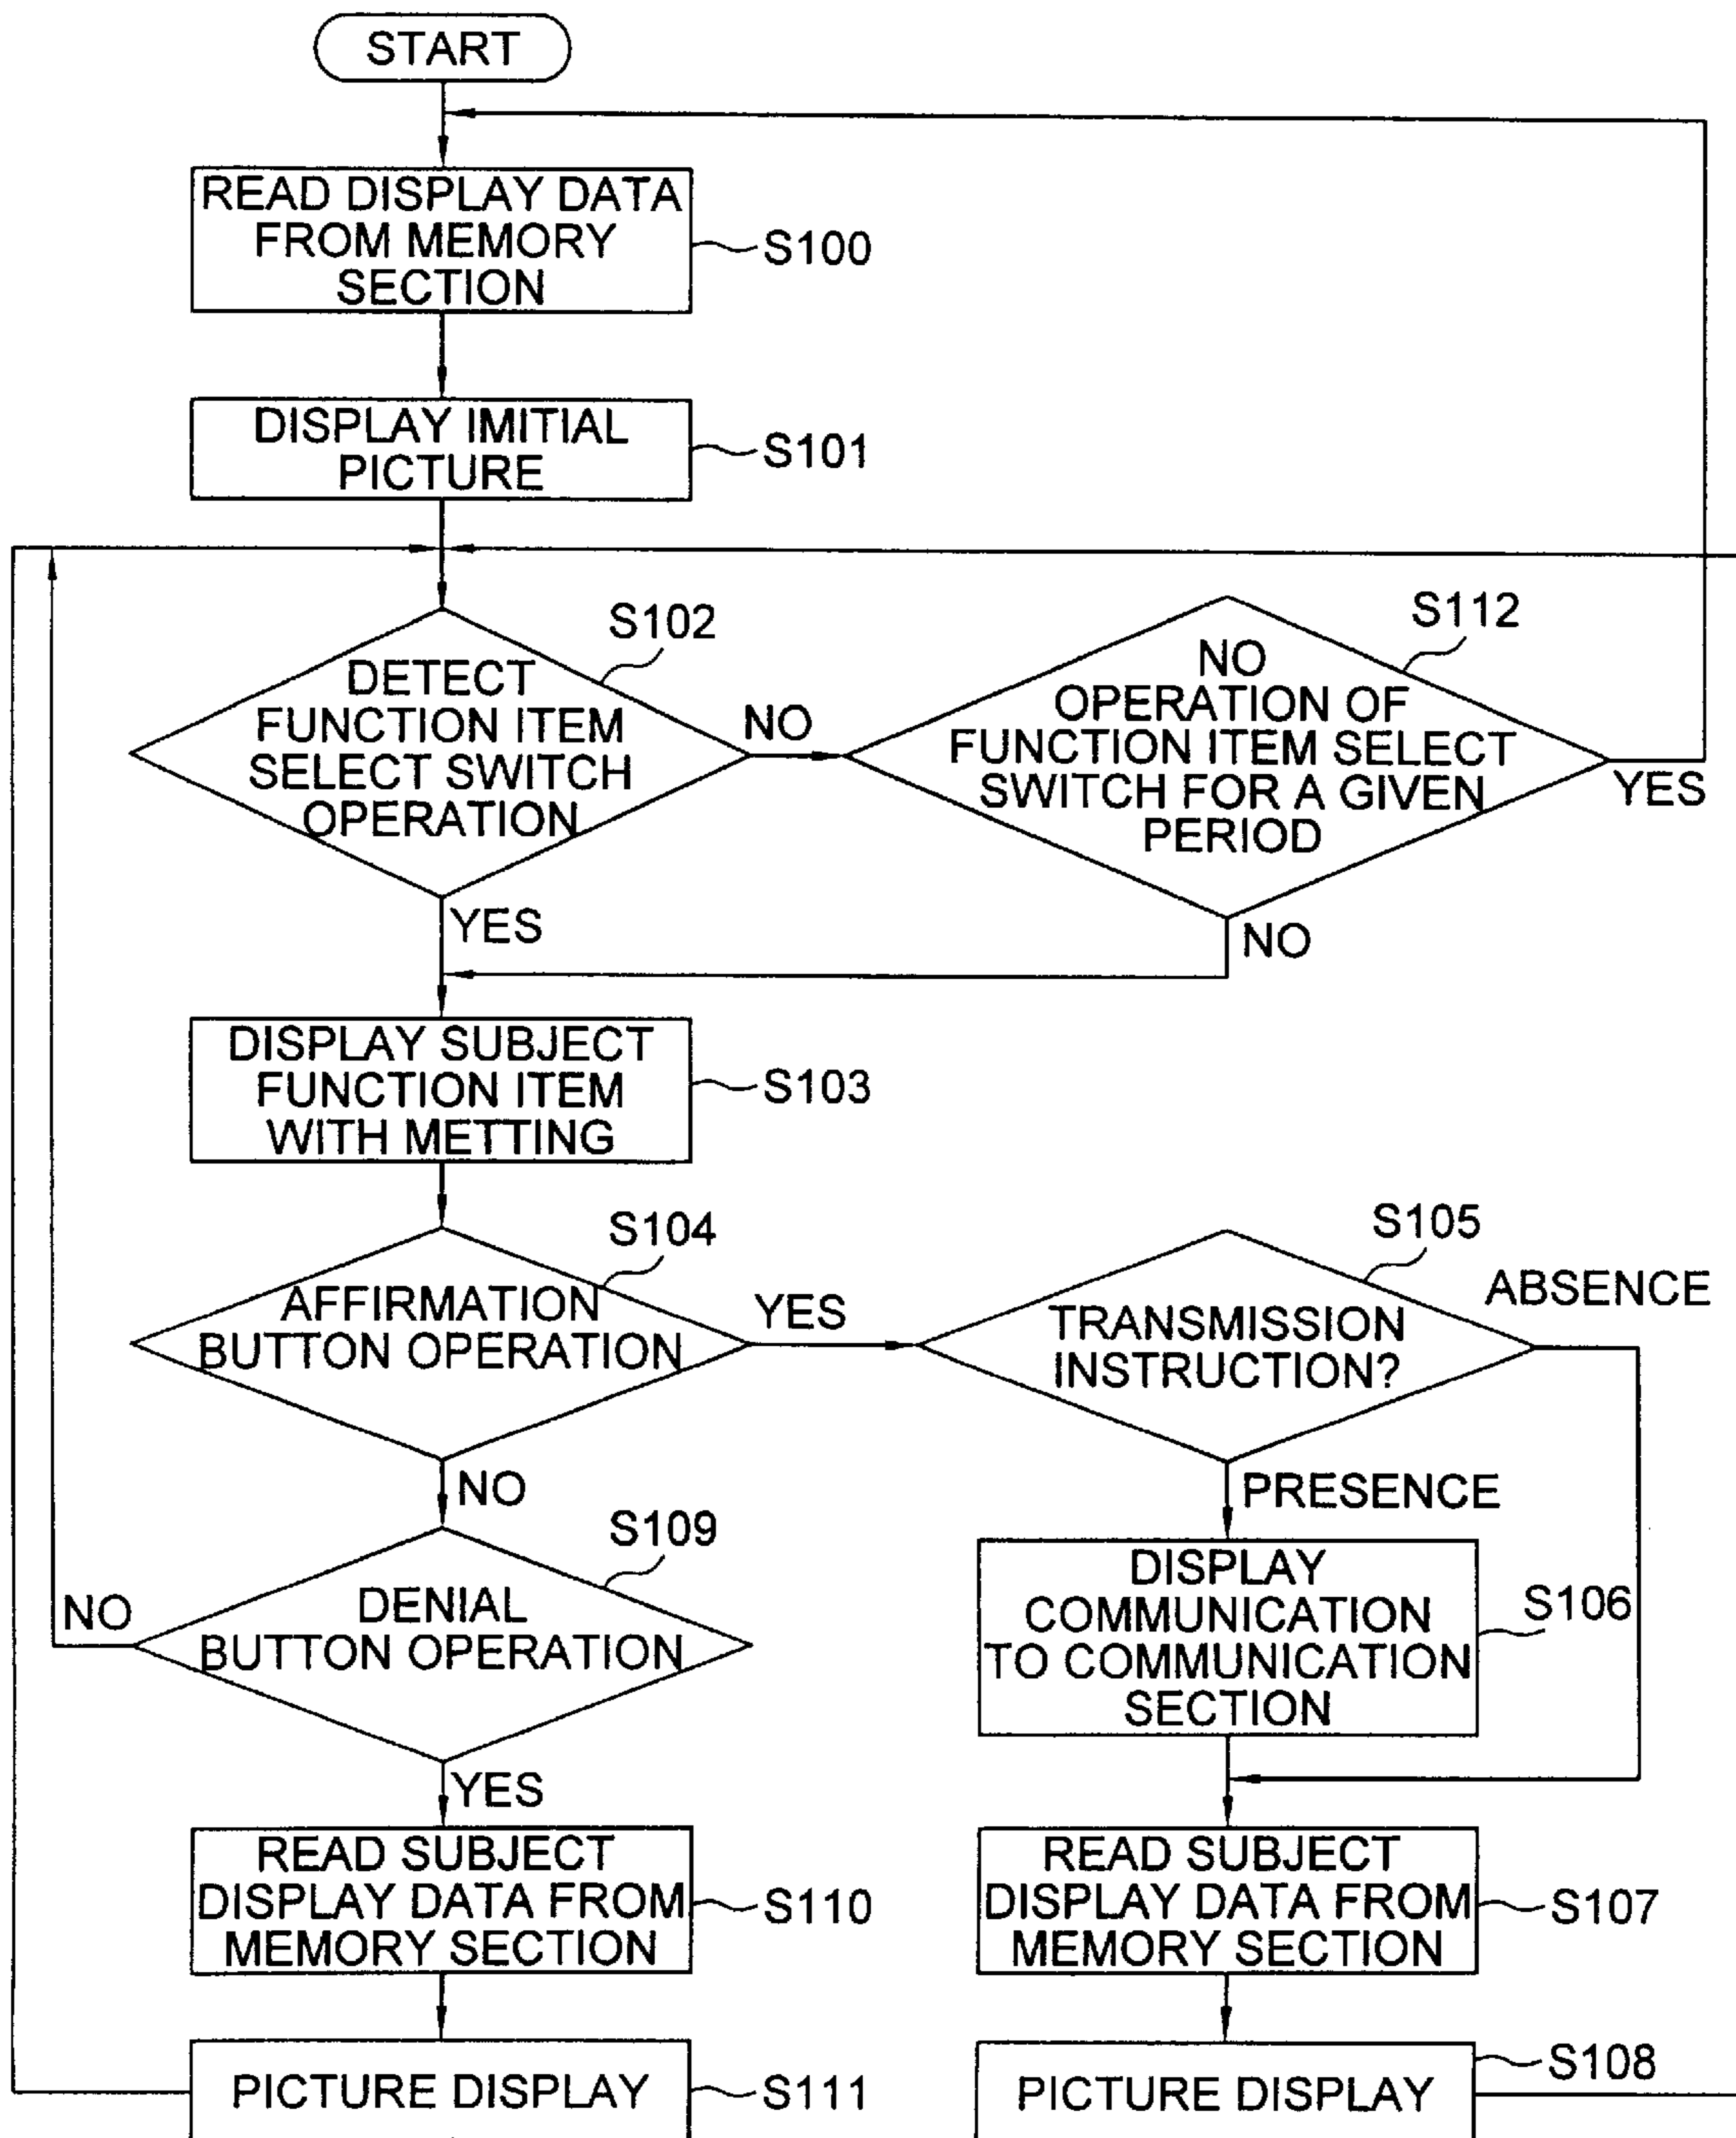 START
READ DISPLAY DATA
FROM MEMORY
SECTION
S100
DISPLAY IMITIAL
PICTURE
S101
S102
DETECT
FUNCTION ITEM
SELECT SWITCH
OPERATION
NO
S112
NO
OPERATION OF
FUNCTION ITEM SELECT
SWITCH FOR A GIVEN
PERIOD
YES
YES
NO
DISPLAY SUBJECT
FUNCTION ITEM
WITH METTING
S103
S104
AFFIRMATION
BUTTON OPERATION
YES
S105
TRANSMISSION
INSTRUCTION?
ABSENCE
NO
PRESENCE
S109
DENIAL
BUTTON OPERATION
NO
DISPLAY
COMMUNICATION
TO COMMUNICATION
SECTION
S106
YES
READ SUBJECT
DISPLAY DATA FROM
MEMORY SECTION
S110
READ SUBJECT
DISPLAY DATA FROM
MEMORY SECTION
S107
PICTURE DISPLAY
S111
PICTURE DISPLAY
S108